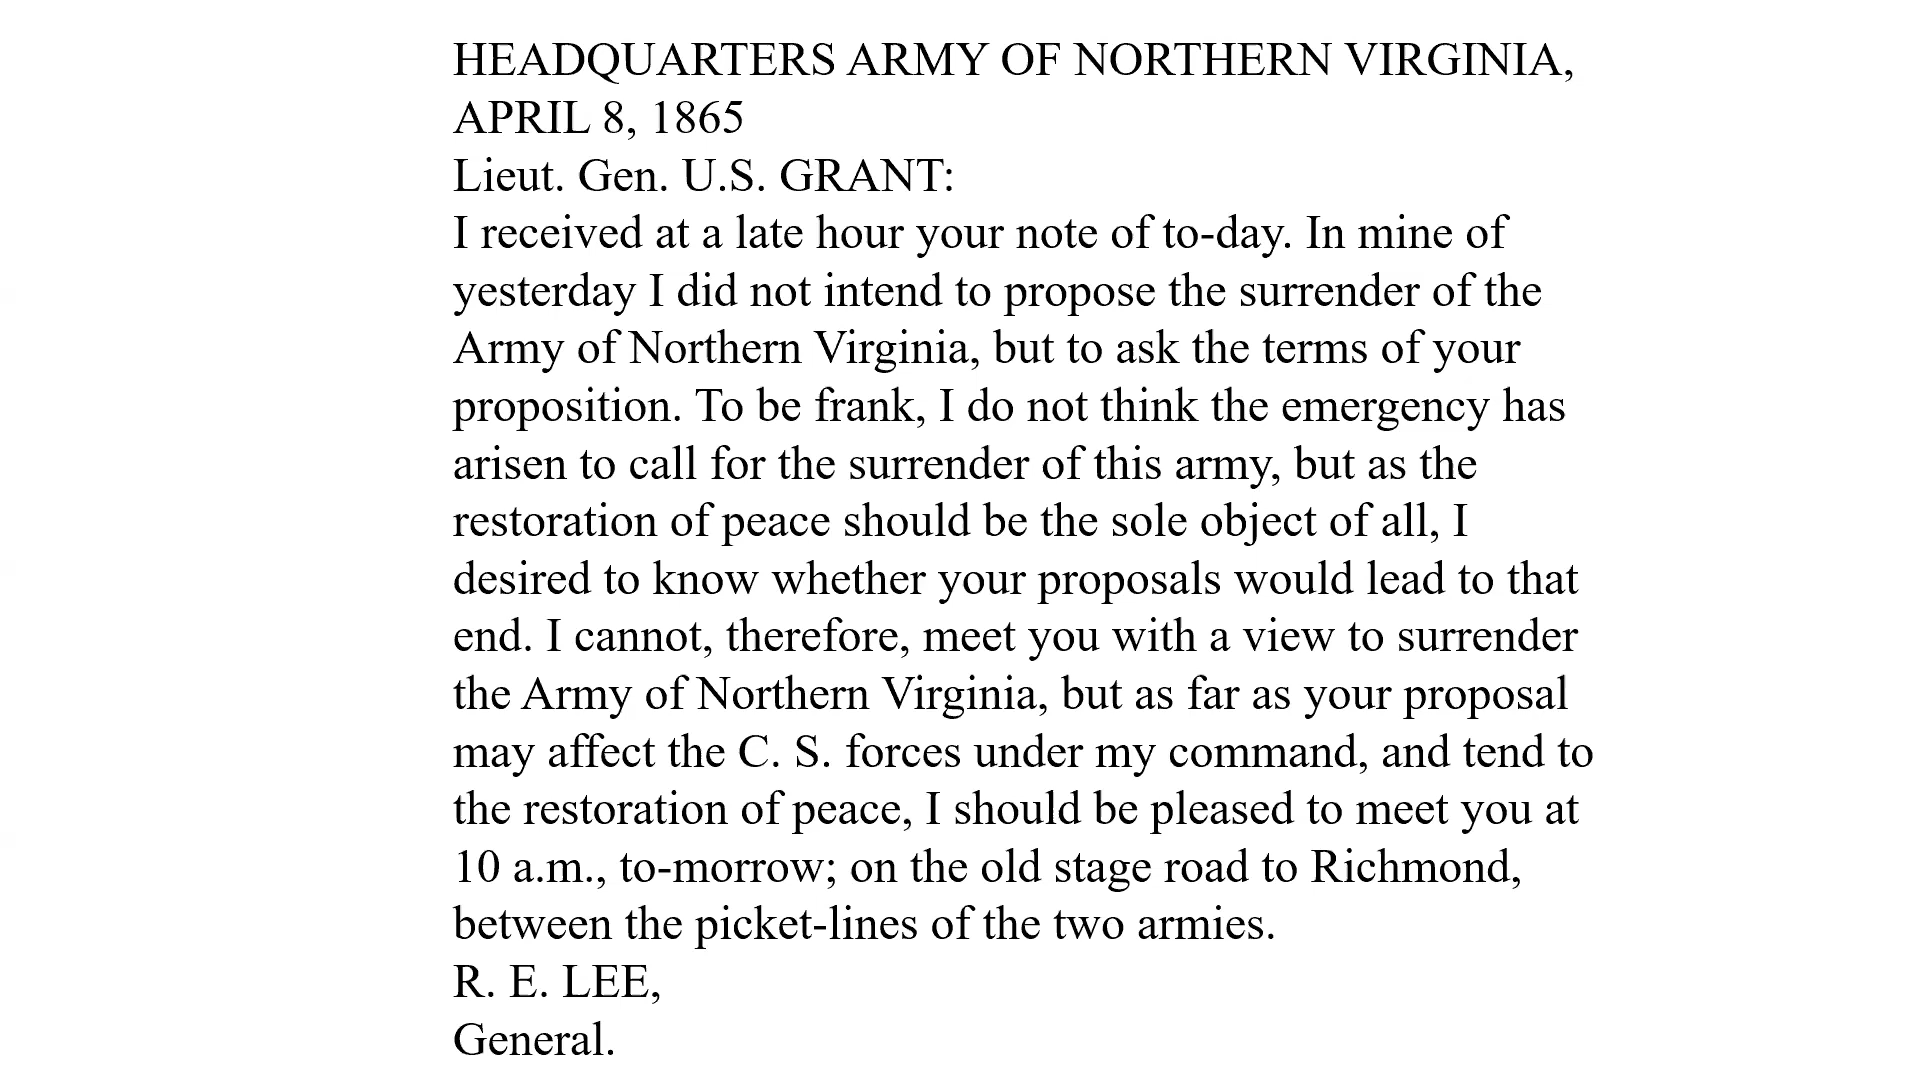 HEADQUARTERS ARMY OF NORTHERN VIRGINIA,
APRIL 8, 1865
Lieut. Gen. U.S. GRANT:
I received at a late hour your note of to-day. In mine of
yesterday I did not intend to propose the surrender of the
Army of Northern Virginia, but to ask the terms of your
proposition. To be frank, I do not think the emergency has
arisen to call for the surrender of this army, but as the
restoration of peace should be the sole object of all, I
desired to know whether your proposals would lead to that
end. I cannot, therefore, meet you with a view to surrender
the Army of Northern Virginia, but as far as your proposal
may affect the C. S. forces under my command, and tend to
the restoration of peace, I should be pleased to meet you at
10 a.m., to-morrow; on the old stage road to Richmond,
between the picket-lines of the two armies.
R. E. LEE,
General.